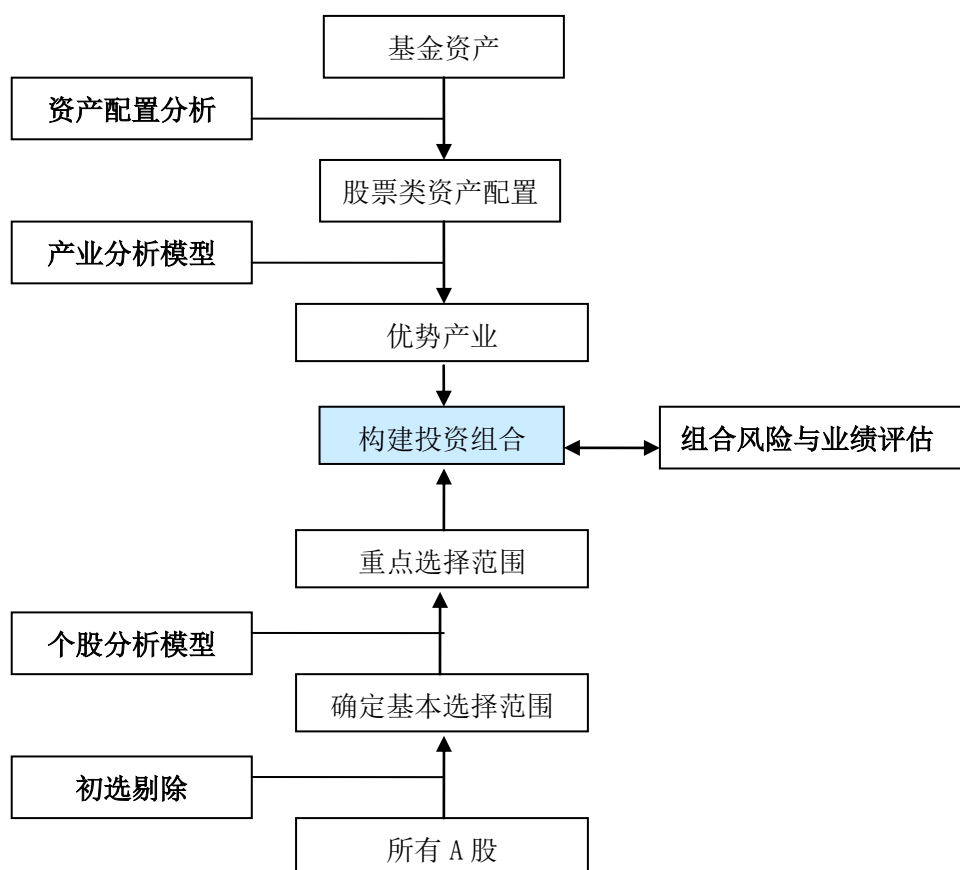 基金资产
资产配置分析
股票类资产配置
产业分析模型
优势产业
构建投资组合
组合风险与业绩评估
重点选择范围
个股分析模型
确定基本选择范围
初选剔除
所有 A 股